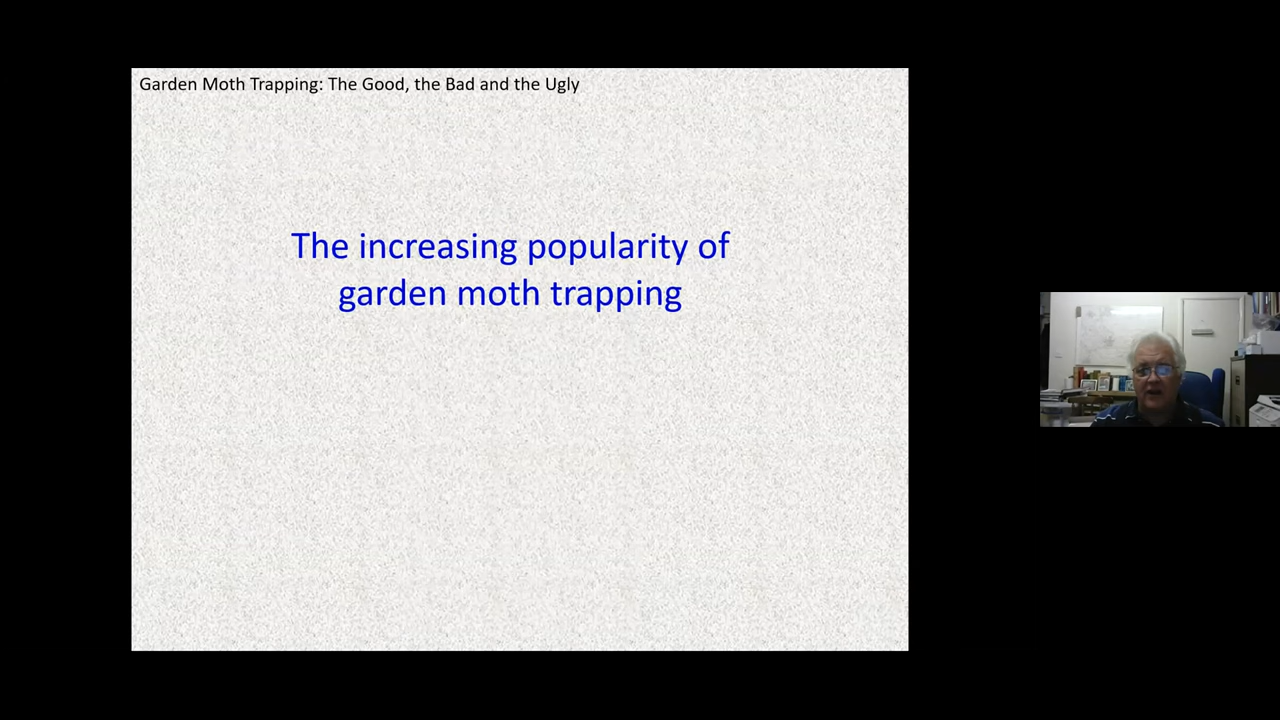 Garden Moth Trapping: The Good, the Bad and the Ugly
The increasing popularity of
garden moth trapping